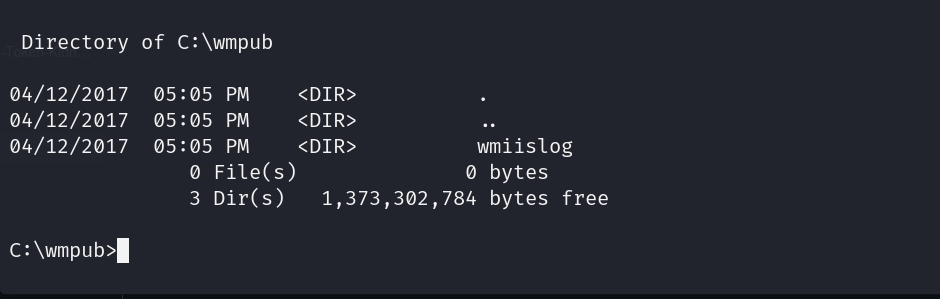 Directory of C:\wmpub
04/12/2017  05:05 PM    <DIR>          .
04/12/2017  05:05 PM    <DIR>          ..
04/12/2017  05:05 PM    <DIR>          wmiislog
               0 File(s)              0 bytes
               3 Dir(s)   1,373,302,784 bytes free
C:\wmpub>